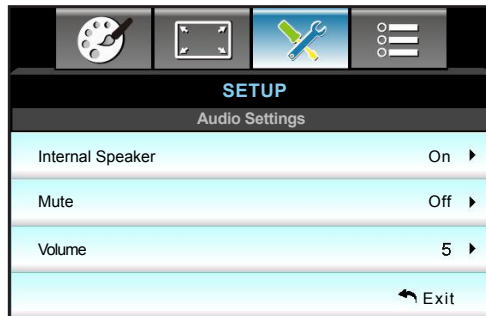 SETUP
Audio Settings
Internal Speaker On
Mute Off
Volume 5
Exit